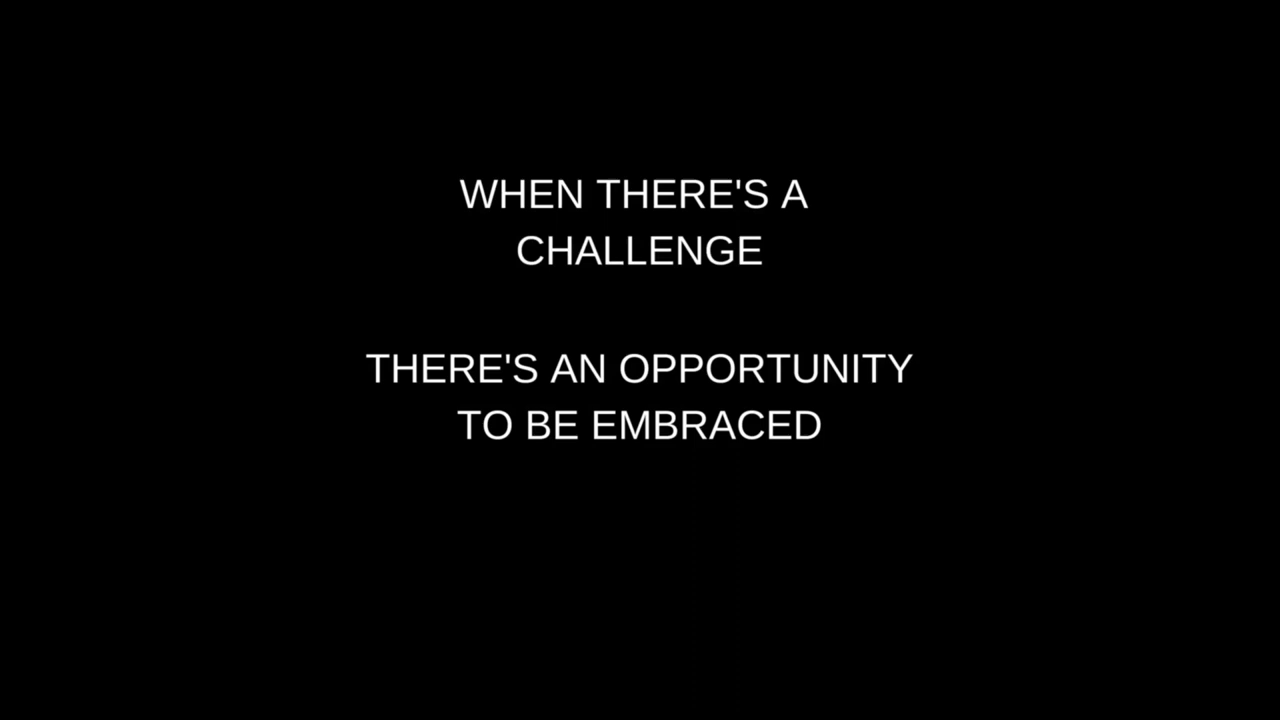 WHEN THERE'S A
CHALLENGE
THERE'S AN OPPORTUNITY
TO BE EMBRACED